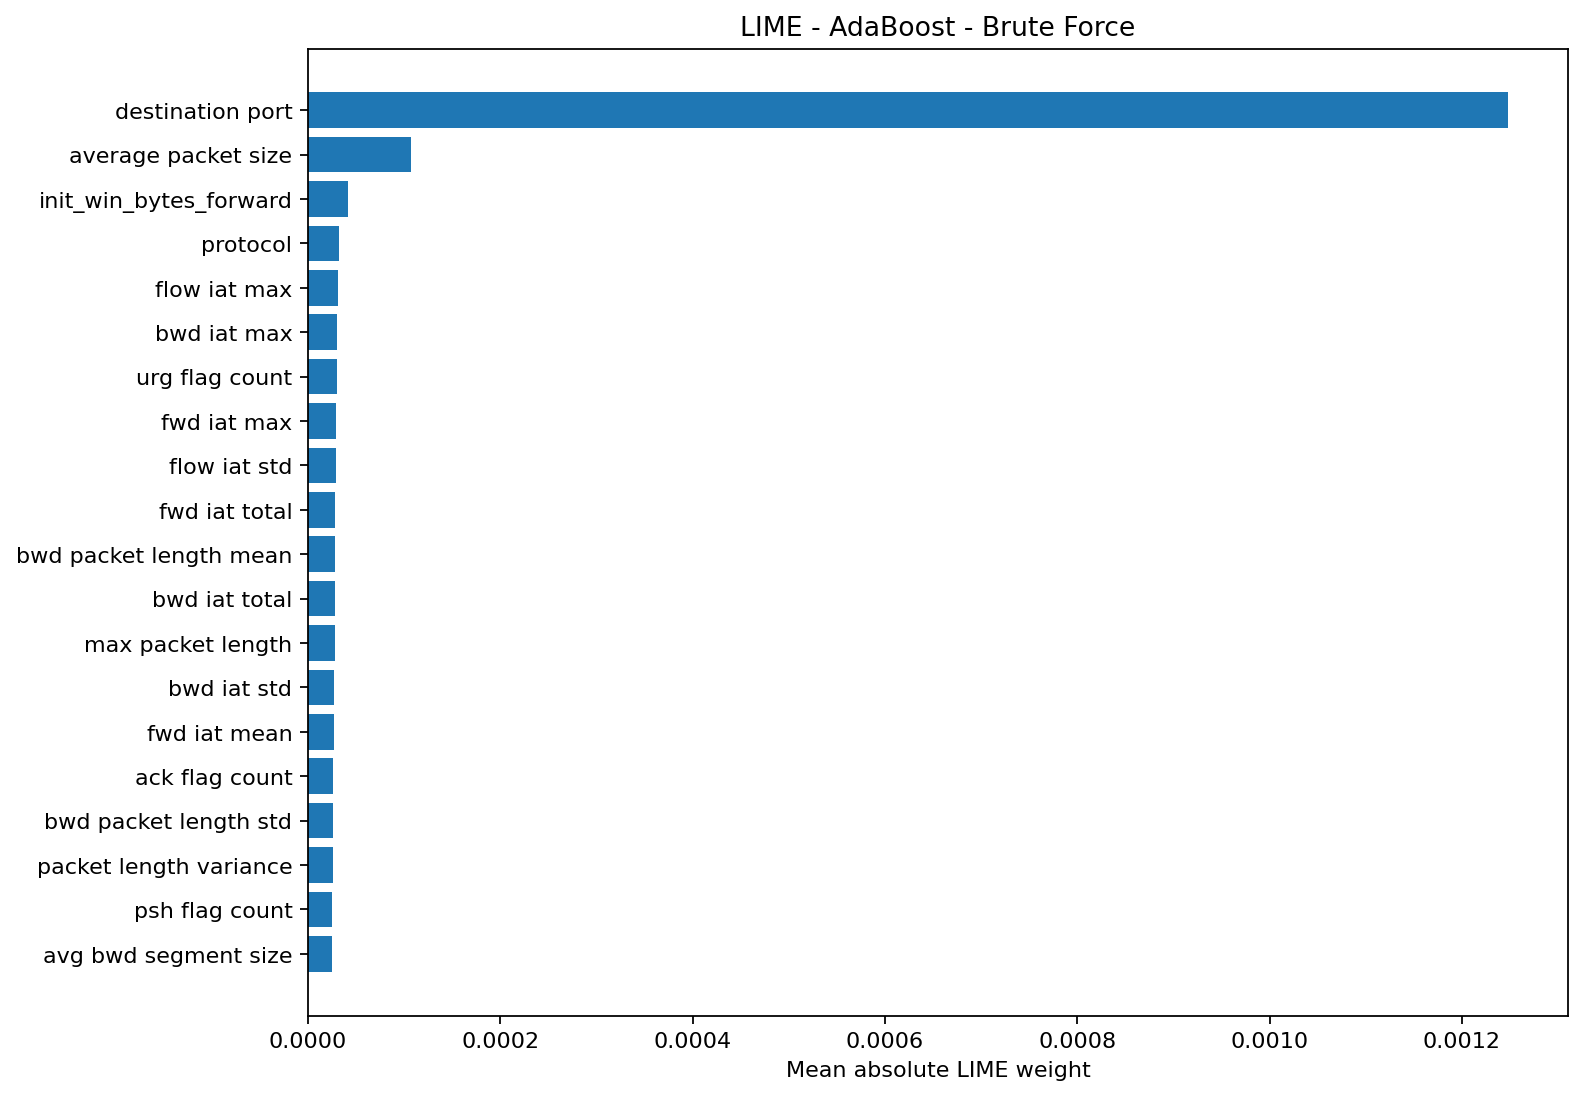 LIME - AdaBoost - Brute Force
destination port
average packet size
init_win_bytes_forward
protocol
flow iat max
bwd iat max
urg flag count
fwd iat max
flow iat std
fwd iat total
bwd packet length mean
bwd iat total
max packet length
bwd iat std
fwd iat mean
ack flag count
bwd packet length std
packet length variance
psh flag count
avg bwd segment size
0.0000 0.0002 0.0004 0.0006 0.0008 0.0010 0.0012
Mean absolute LIME weight